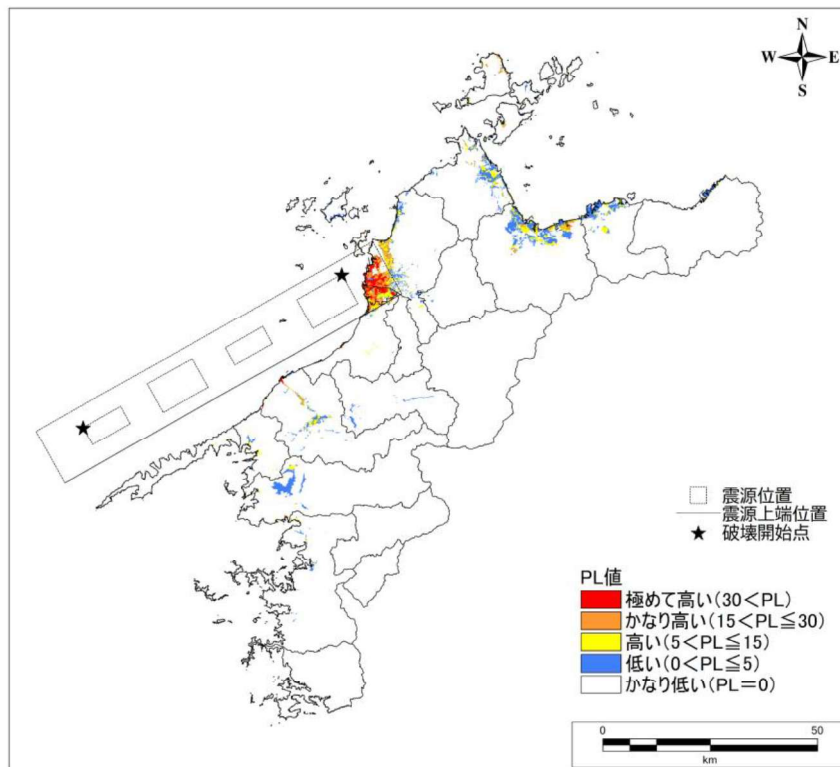 N
W E
S
震源位置
震源上端位置
破壊開始点
PL値
極めて高い(30<PL)
かなり高い(15<PL≦30)
高い(5<PL≦15)
低い(0<PL≦5)
かなり低い(PL=0)
0 50
km